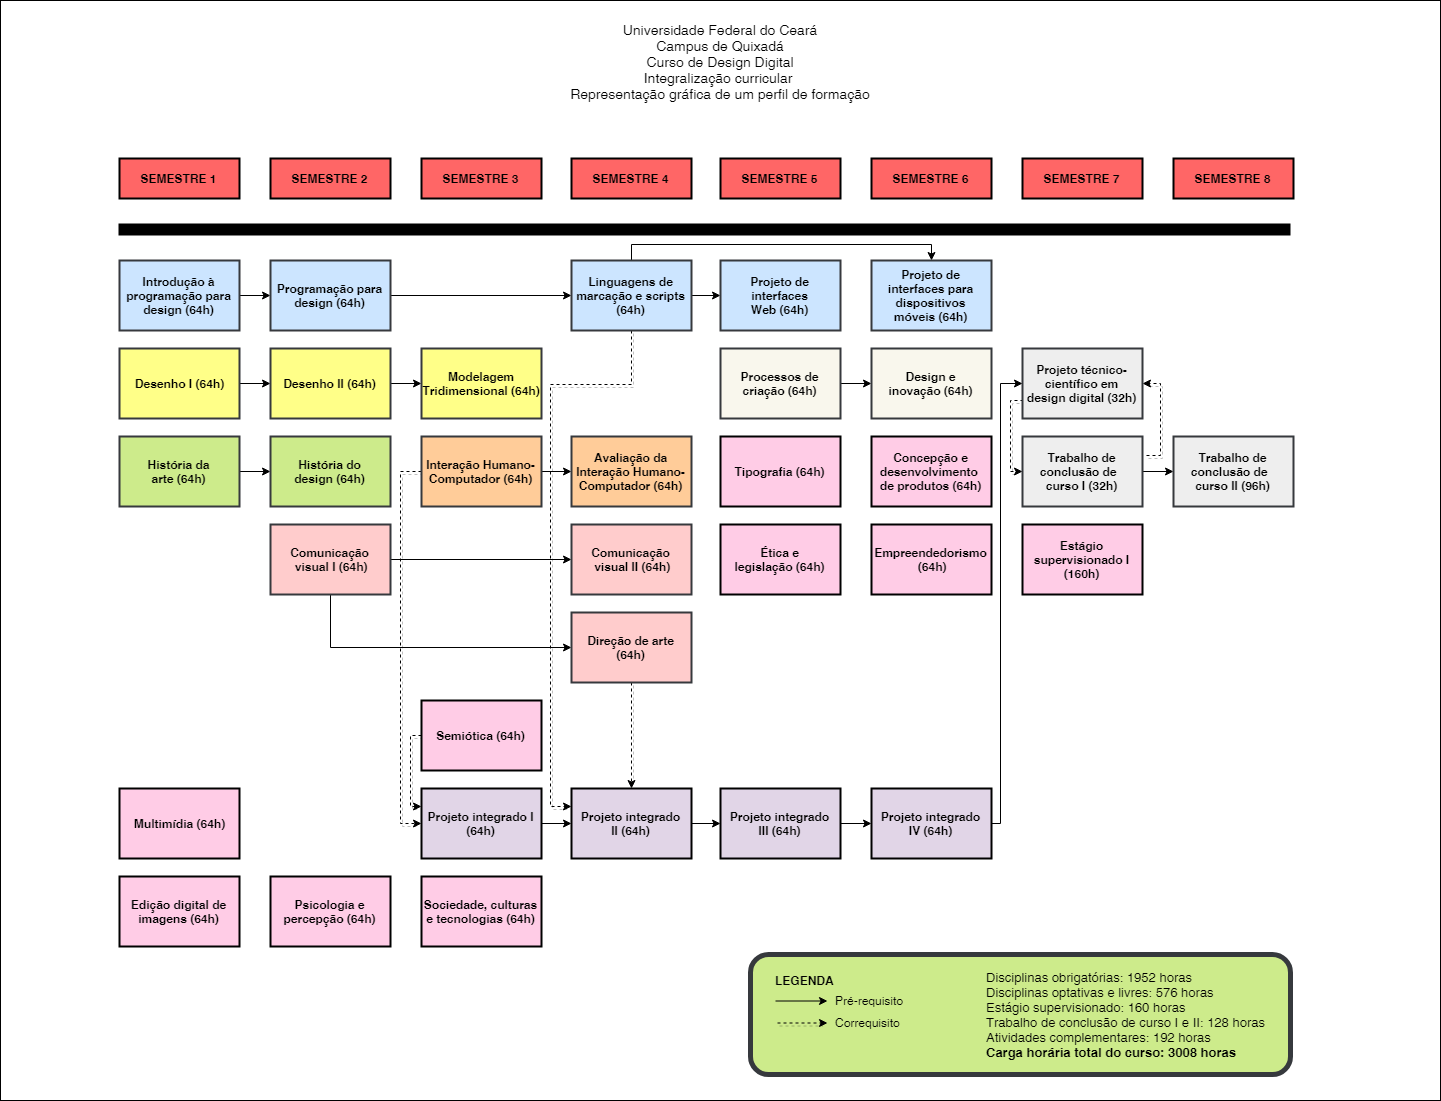 Universidade Federal do Ceará
Campus de Quixadá
Curso de Design Digital
Integralização curricular
Representação gráfica de um perfil de formação
SEMESTRE 1
SEMESTRE 2
SEMESTRE 3
SEMESTRE 4
SEMESTRE 5
SEMESTRE 6
SEMESTRE 7
SEMESTRE 8
Introdução à
programação para
design (64h)
Programação para
design (64h)
Linguagens de
marcação e scripts
(64h)
Projeto de
interfaces
Web (64h)
Projeto de
interfaces para
dispositivos
móveis (64h)
Desenho I (64h)
Desenho II (64h)
Modelagem
Tridimensional (64h)
Processos de
criação (64h)
Design e
inovação (64h)
Projeto técnico-
científico em
design digital (32h)
História da
arte (64h)
História do
design (64h)
Interação Humano-
Computador (64h)
Avaliação da
Interação Humano-
Computador (64h)
Tipografia (64h)
Concepção e
desenvolvimento
de produtos (64h)
Trabalho de
conclusão de
curso I (32h)
Trabalho de
conclusão de
curso II (96h)
Comunicação
visual I (64h)
Comunicação
visual II (64h)
Ética e
legislação (64h)
Empreendedorismo
(64h)
Estágio
supervisionado I
(160h)
Direção de arte
(64h)
Semiótica (64h)
Multimídia (64h)
Projeto integrado I
(64h)
Projeto integrado
II (64h)
Projeto integrado
III (64h)
Projeto integrado
IV (64h)
Edição digital de
imagens (64h)
Psicologia e
percepção (64h)
Sociedade, culturas
e tecnologias (64h)
LEGENDA
Pré-requisito
Correquisito
Disciplinas obrigatórias: 1952 horas
Disciplinas optativas e livres: 576 horas
Estágio supervisionado: 160 horas
Trabalho de conclusão de curso I e II: 128 horas
Atividades complementares: 192 horas
Carga horária total do curso: 3008 horas